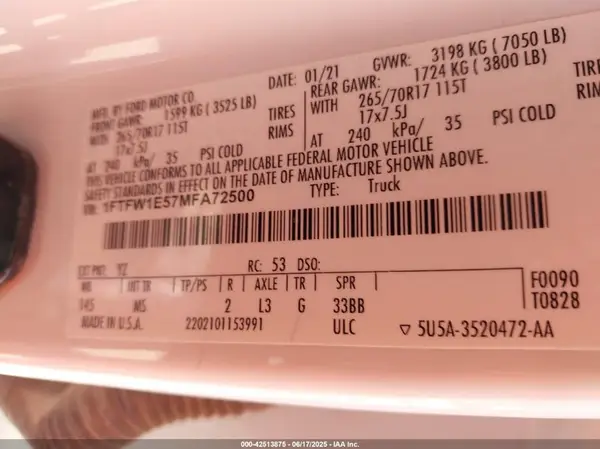 MFD. BY FORD MOTOR CO.
DATE: 01/21 GVWR: 3198 KG ( 7050 LB)
FRONT GAWR: 1599 KG ( 3525 LB) REAR GAWR: 1724 KG ( 3800 LB)
WITH 265/70R17 115T TIRES WITH 265/70R17 115T TIRE
17x7.5J RIMS 17x7.5J RIMS
AT 240 kPa/ 35 PSI COLD AT 240 kPa/ 35 PSI COLD
THIS VEHICLE CONFORMS TO ALL APPLICABLE FEDERAL MOTOR VEHICLE
SAFETY STANDARDS IN EFFECT ON THE DATE OF MANUFACTURE SHOWN ABOVE.
VIN: 1FTFW1E57MFA72500 TYPE: Truck
EXT PNT: YZ RC: 53 DSO: F0090
WB INT TR TP/PS R AXLE TR SPR T0828
145 MS 2 L3 G 33BB
MADE IN U.S.A. 2202101153991 ULC ▽ 5U5A-3520472-AA
000-42513875 - 06/17/2025 - IAA Inc.